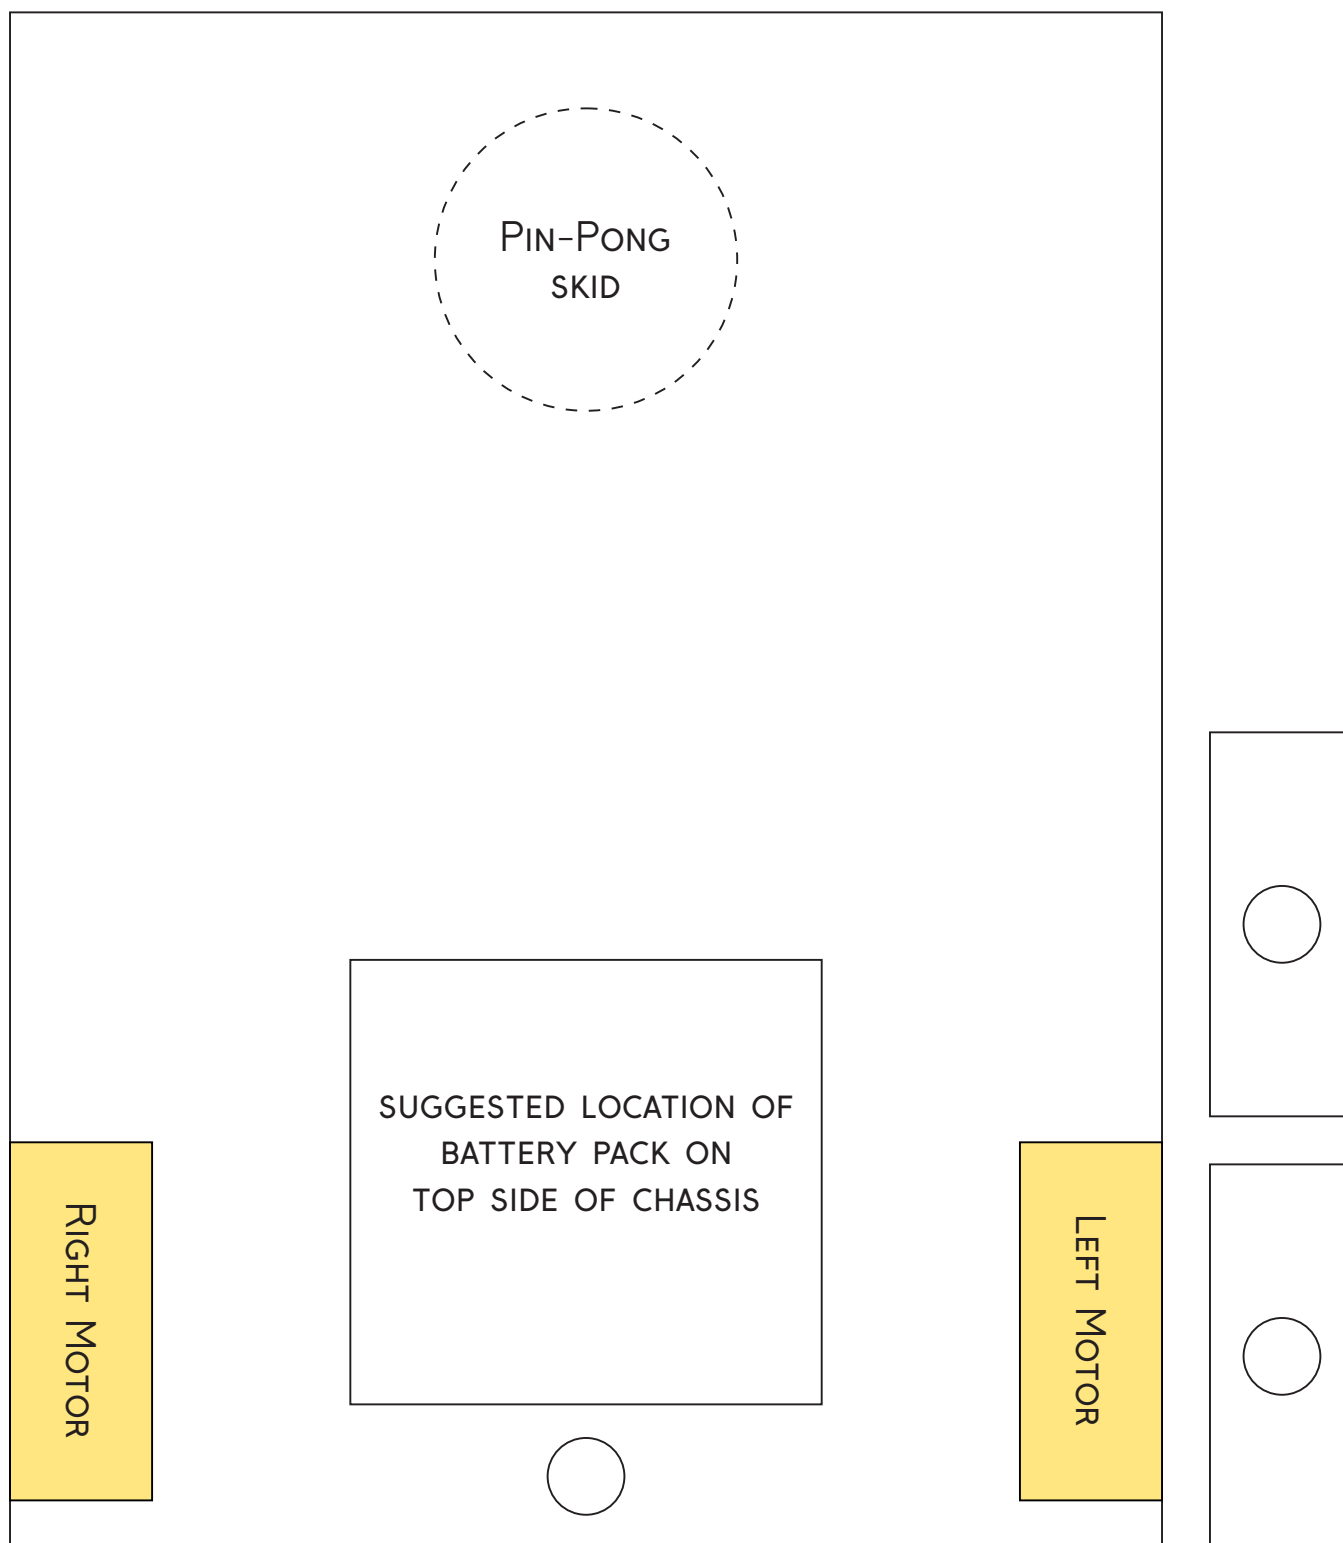 Pin-Pong
skid
suggested location of
battery pack on
top side of chassis
Right Motor
Left Motor